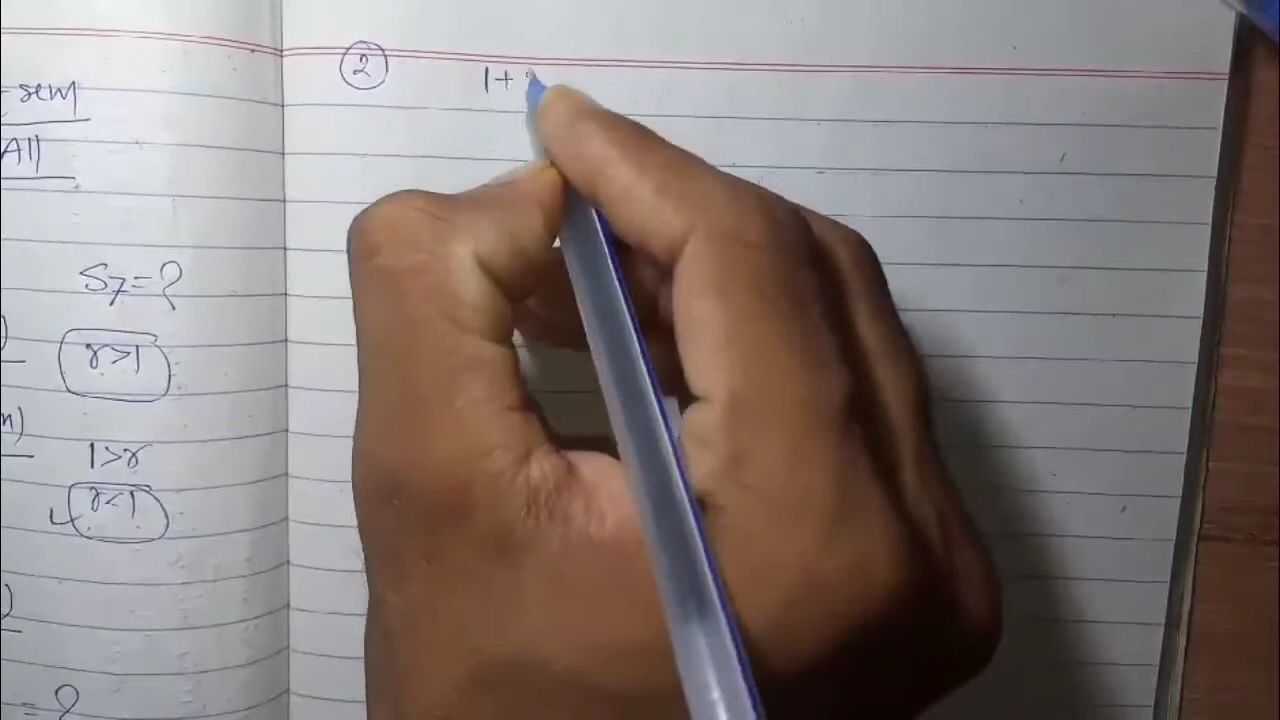 sem
All
S7=?
r>1
1>r
r<1
=?
② 1+